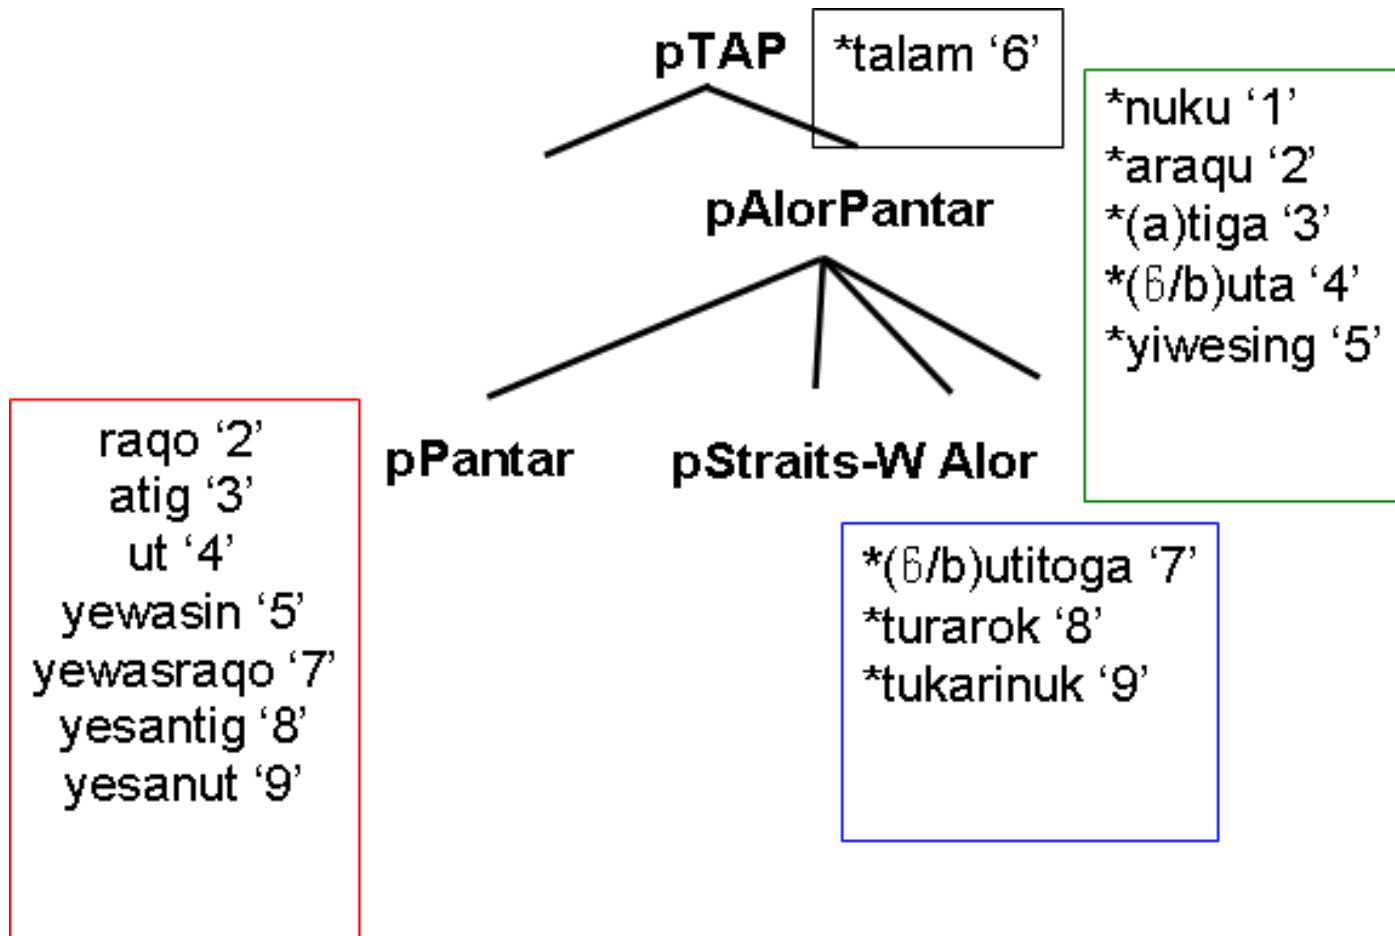 pTAP
*talam ‘6’
*nuku ‘1’
*araqu ‘2’
*(a)tiga ‘3’
*(ɓ/b)uta ‘4’
*yiwesing ‘5’
pAlorPantar
pPantar
pStraits-W Alor
raqo ‘2’
atig ‘3’
ut ‘4’
yewasin ‘5’
yewasraqo ‘7’
yesantig ‘8’
yesanut ‘9’
*(ɓ/b)utitoga ‘7’
*turarok ‘8’
*tukarinuk ‘9’